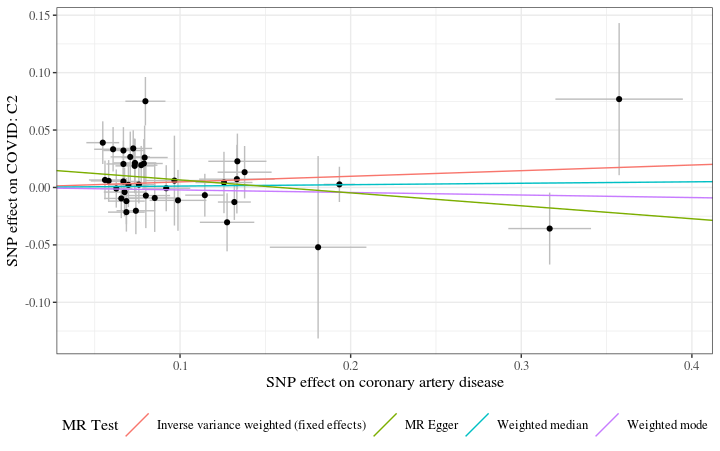 0.15
0.10
0.05
0.00
-0.05
-0.10
SNP effect on COVID: C2
0.1
0.2
0.3
0.4
SNP effect on coronary artery disease
MR Test
Inverse variance weighted (fixed effects)
MR Egger
Weighted median
Weighted mode